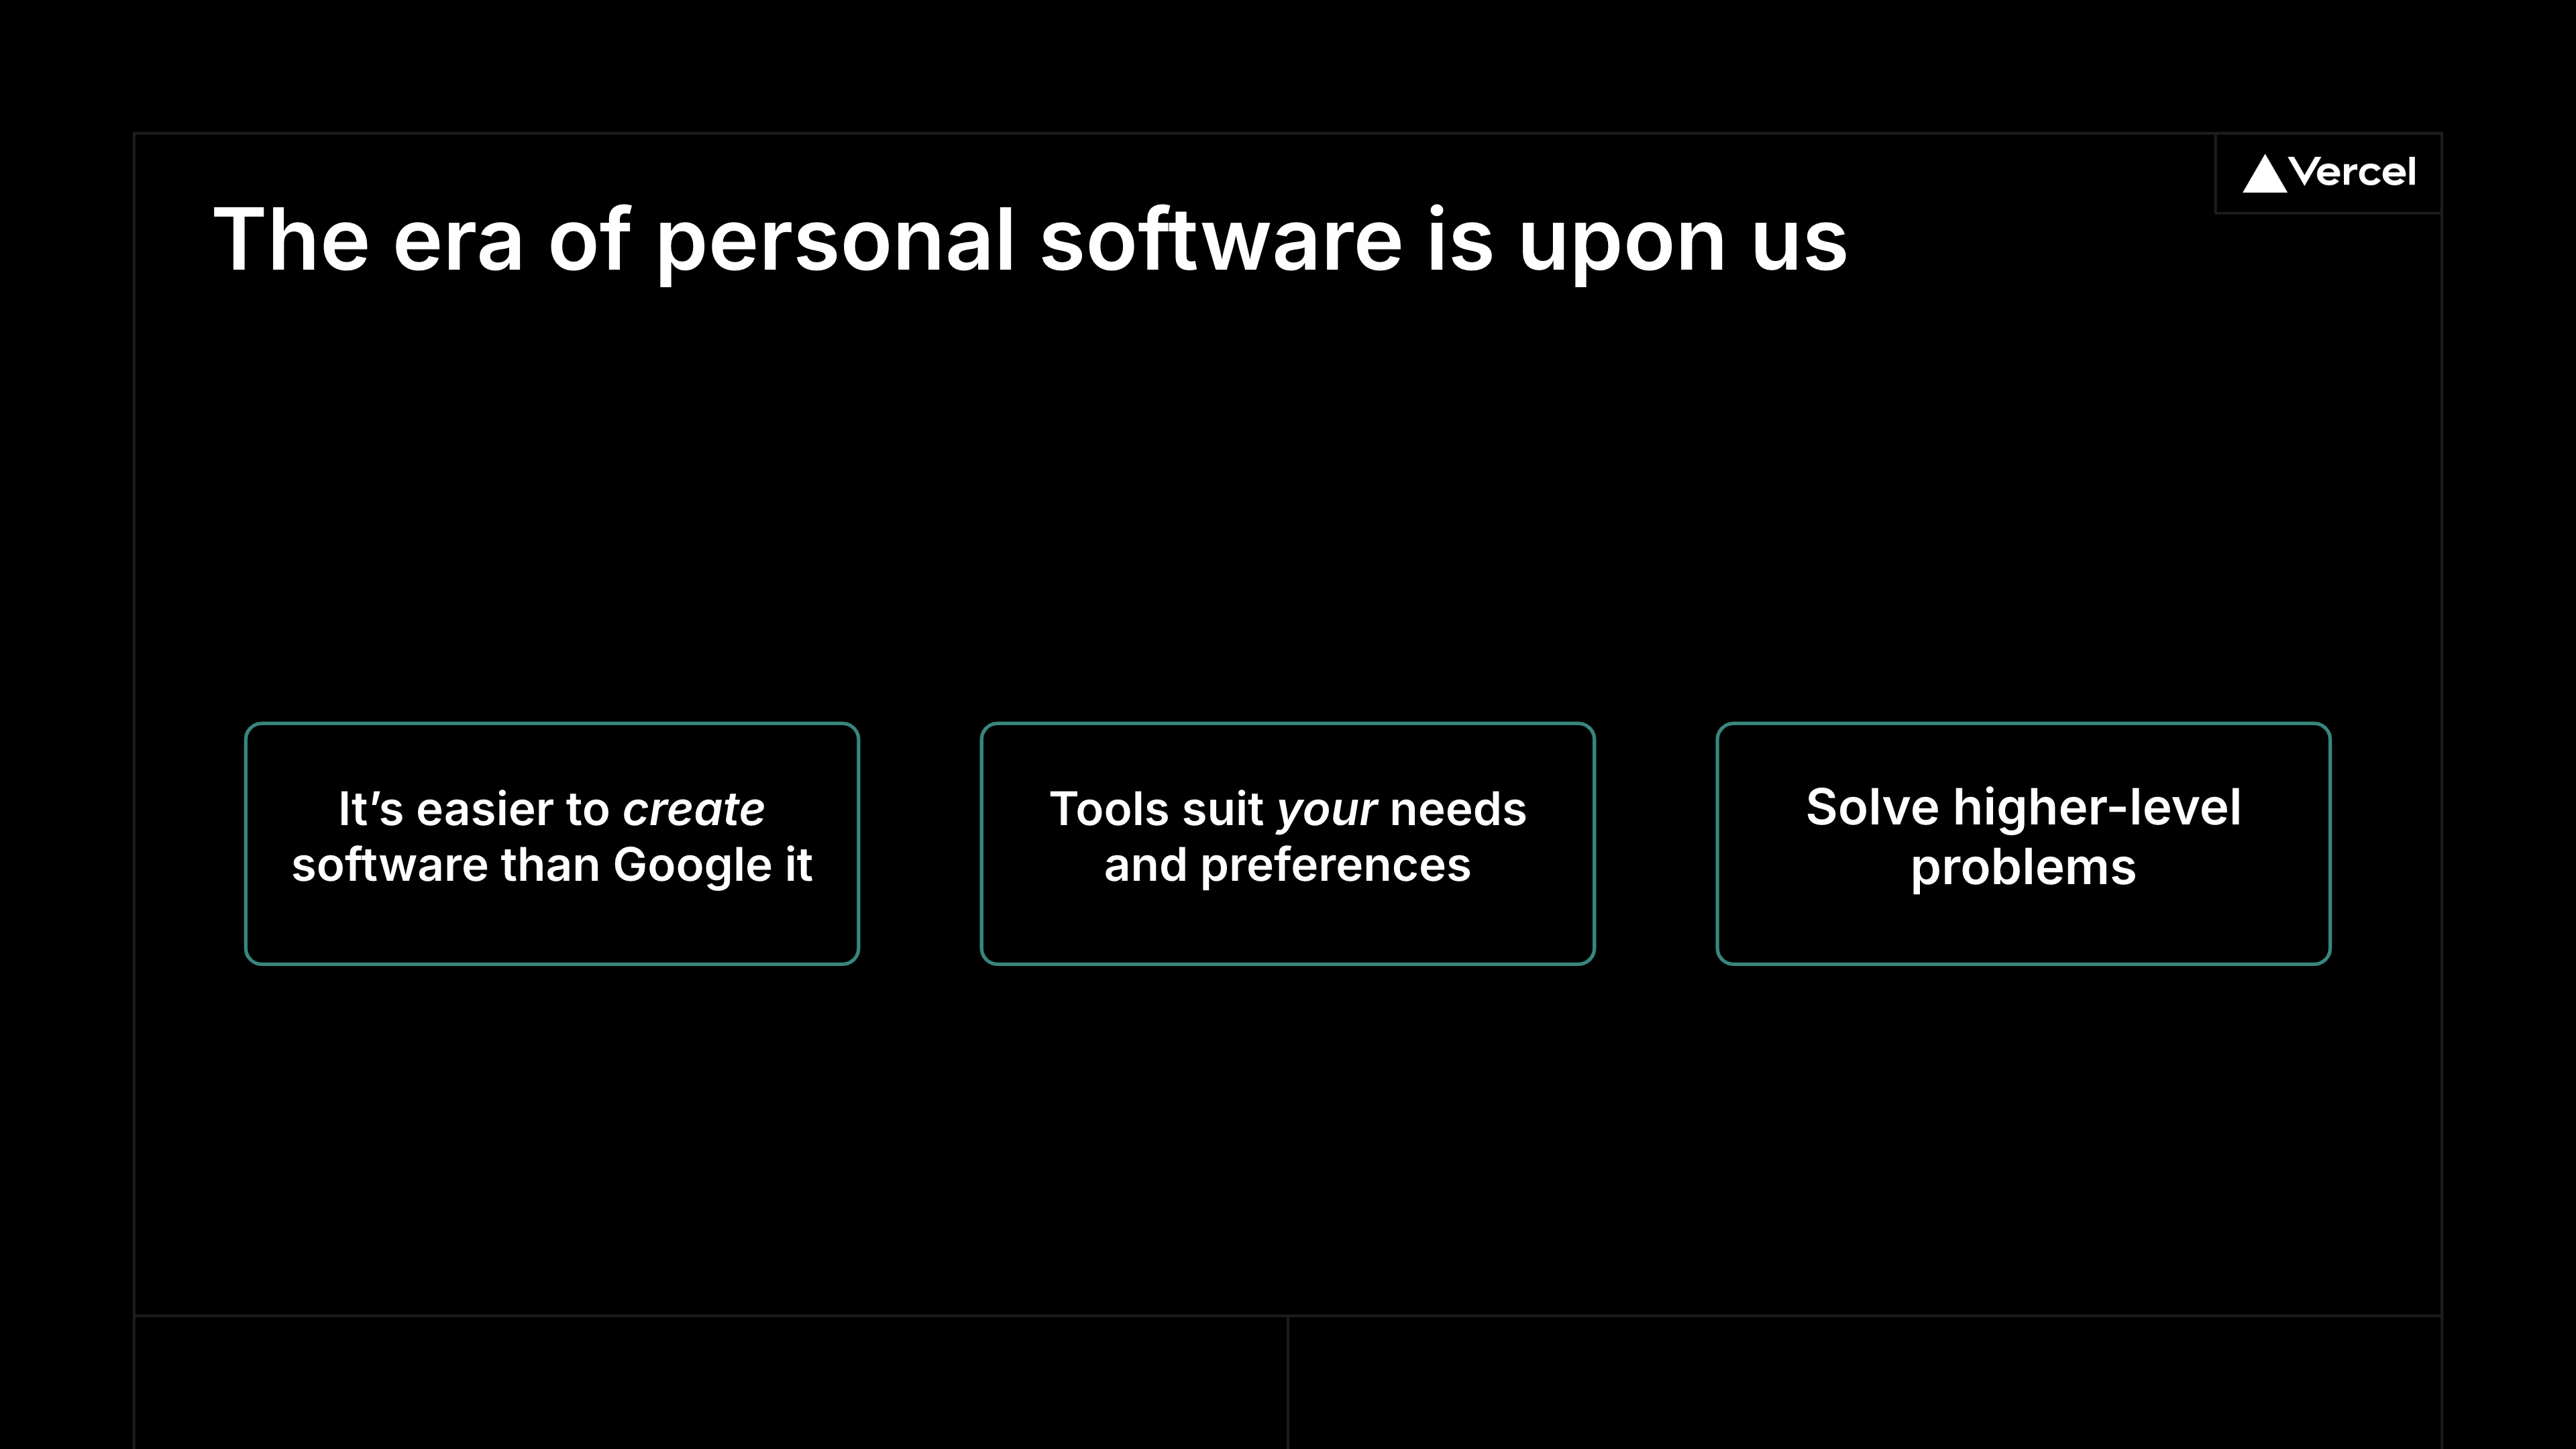 Vercel
The era of personal software is upon us
It’s easier to create
software than Google it
Tools suit your needs
and preferences
Solve higher-level
problems